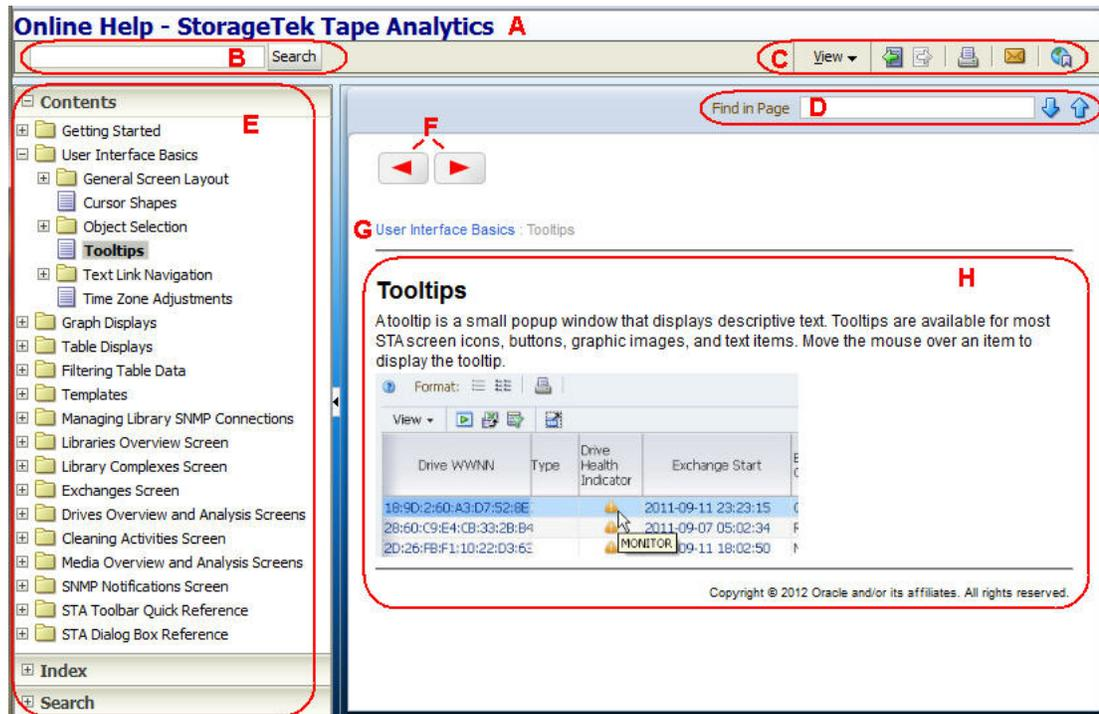 Online Help - StorageTek Tape Analytics A
B Search
C View
Find in Page D
Contents
E
Getting Started
User Interface Basics
General Screen Layout
Cursor Shapes
Object Selection
Tooltips
Text Link Navigation
Time Zone Adjustments
Graph Displays
Table Displays
Filtering Table Data
Templates
Managing Library SNMP Connections
Libraries Overview Screen
Library Complexes Screen
Exchanges Screen
Drives Overview and Analysis Screens
Cleaning Activities Screen
Media Overview and Analysis Screens
SNMP Notifications Screen
STA Toolbar Quick Reference
STA Dialog Box Reference
Index
Search
F
G User Interface Basics : Tooltips
H
Tooltips
A tooltip is a small popup window that displays descriptive text. Tooltips are available for most
STA screen icons, buttons, graphic images, and text items. Move the mouse over an item to
display the tooltip.
Format:
View
Drive WWNN Type Drive Health Indicator Exchange Start
18:9D:2:60:A3:D7:52:8E 2011-09-11 23:23:15
28:60:C9:E4:CB:33:2B:B4 2011-09-07 05:02:34
2D:26:FB:F1:10:22:D3:63 MONITOR 09-11 18:02:50
Copyright © 2012 Oracle and/or its affiliates. All rights reserved.